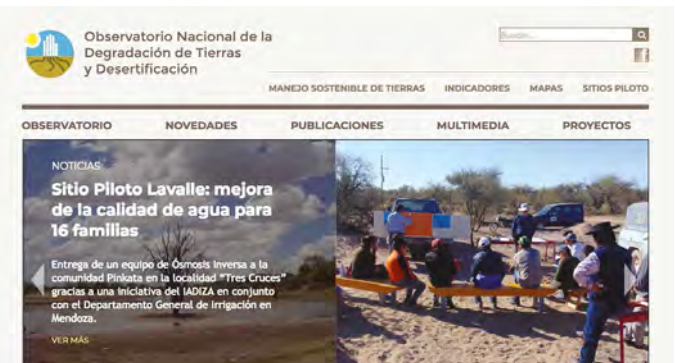 Observatorio Nacional de la
Degradación de Tierras
y Desertificación
Buscar...
MANEJO SOSTENIBLE DE TIERRAS INDICADORES MAPAS SITIOS PILOTO
OBSERVATORIO NOVEDADES PUBLICACIONES MULTIMEDIA PROYECTOS
NOTICIAS
Sitio Piloto Lavalle: mejora
de la calidad de agua para
16 familias
Entrega de un equipo de Ósmosis Inversa a la
comunidad Pinkata en la localidad "Tres Cruces"
gracias a una iniciativa del IADIZA en conjunto
con el Departamento General de Irrigación en
Mendoza.
VER MÁS